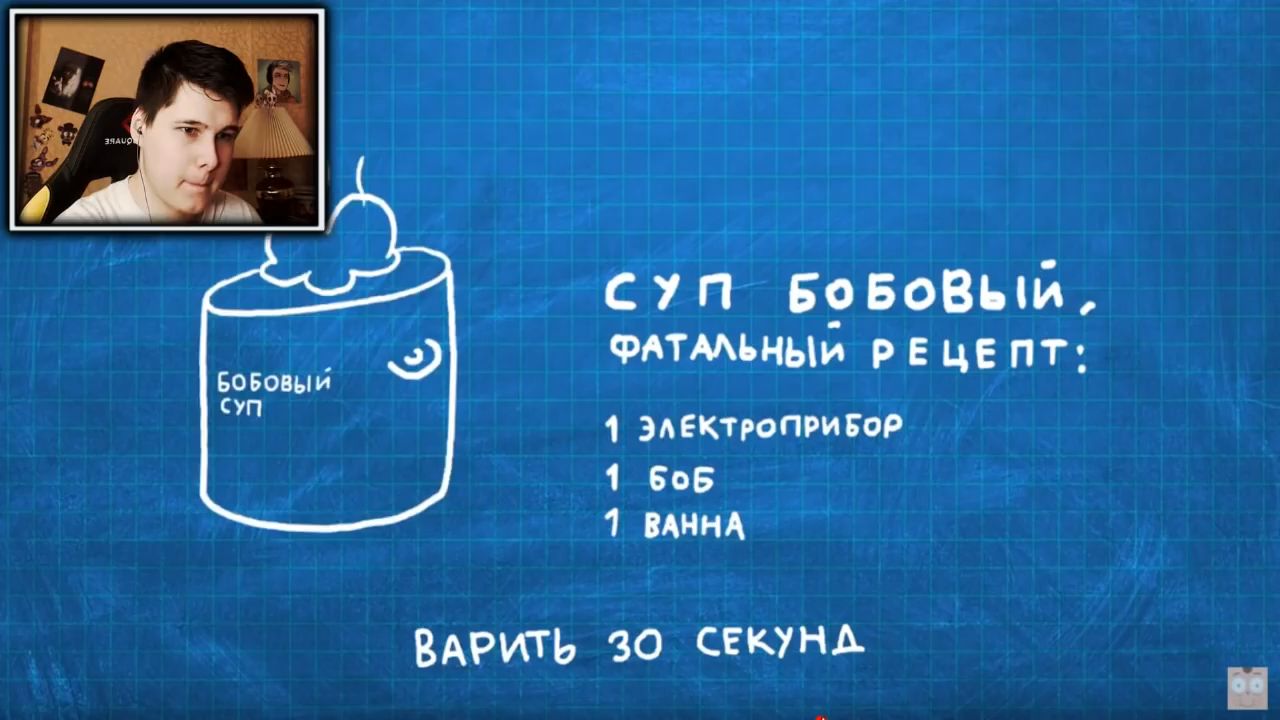 СУП БОБОВЫЙ,
ФАТАЛЬНЫЙ РЕЦЕПТ:
1 ЭЛЕКТРОПРИБОР
1 БОБ
1 ВАННА
БОБОВЫЙ
СУП
ВАРИТЬ 30 СЕКУНД